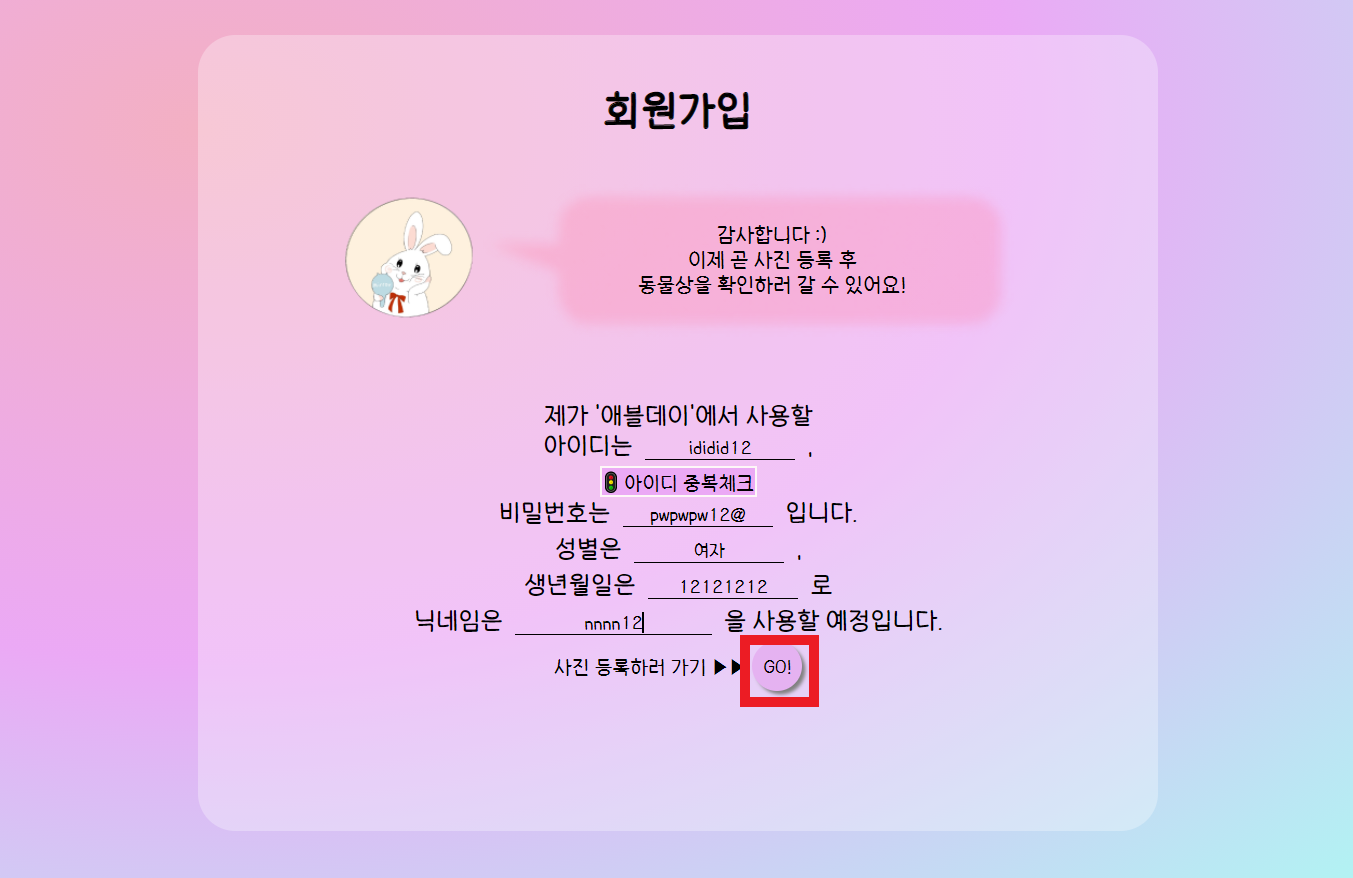 회원가입
감사합니다 :)
이제 곧 사진 등록 후
동물상을 확인하러 갈 수 있어요!
제가 '애블데이'에서 사용할
아이디는 ididid12 ,
아이디 중복체크
비밀번호는 pwpwpw12@ 입니다.
성별은 여자 ,
생년월일은 12121212 로
닉네임은 nnnn12 을 사용할 예정입니다.
사진 등록하러 가기 ▶▶ GO!